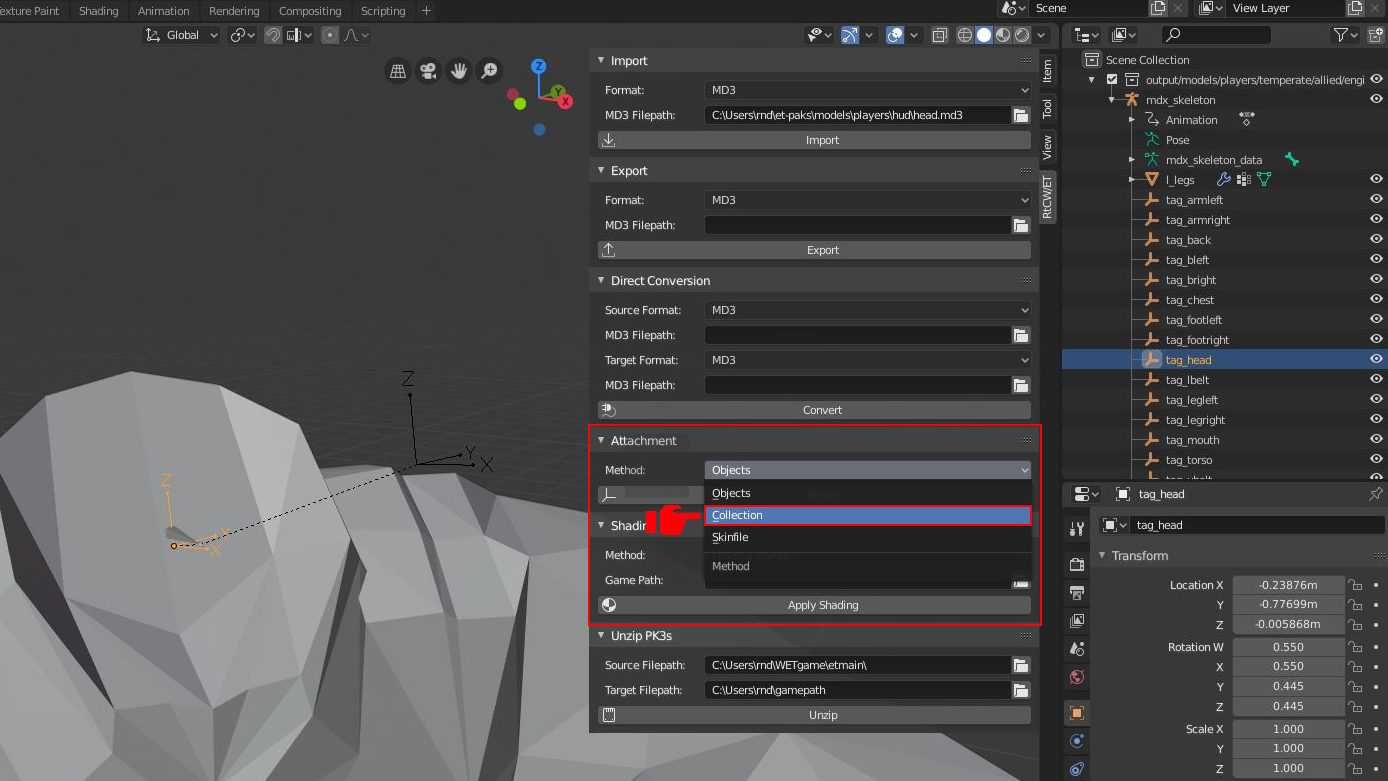 exture Paint Shading Animation Rendering Compositing Scripting +
Scene
View Layer
Global
Z
Y
X
Import
Format: MD3
MD3 Filepath: C:\Users\rnd\et-paks\models\players\hud\head.md3
Import
Export
Format: MD3
MD3 Filepath:
Export
Direct Conversion
Source Format: MD3
MD3 Filepath:
Target Format: MD3
MD3 Filepath:
Convert
Attachment
Method: Objects
Objects
Collection
Skinfile
Method
Shadin
Method:
Game Path:
Apply Shading
Unzip PK3s
Source Filepath: C:\Users\rnd\WETgame\etmain\
Target Filepath: C:\Users\rnd\gamepath
Unzip
Item
Tool
View
RtCW/ET
Z
Y
X
Z
Y
X
Scene Collection
output/models/players/temperate/allied/engi
mdx_skeleton
Animation
Pose
mdx_skeleton_data
l_legs
tag_armleft
tag_armright
tag_back
tag_bleft
tag_bright
tag_chest
tag_footleft
tag_footright
tag_head
tag_lbelt
tag_legleft
tag_legright
tag_mouth
tag_torso
tag_head
tag_head
Transform
Location X -0.23876m
Y -0.77699m
Z -0.005868m
Rotation W 0.550
X 0.550
Y 0.445
Z 0.445
Scale X 1.000
Y 1.000
Z 1.000